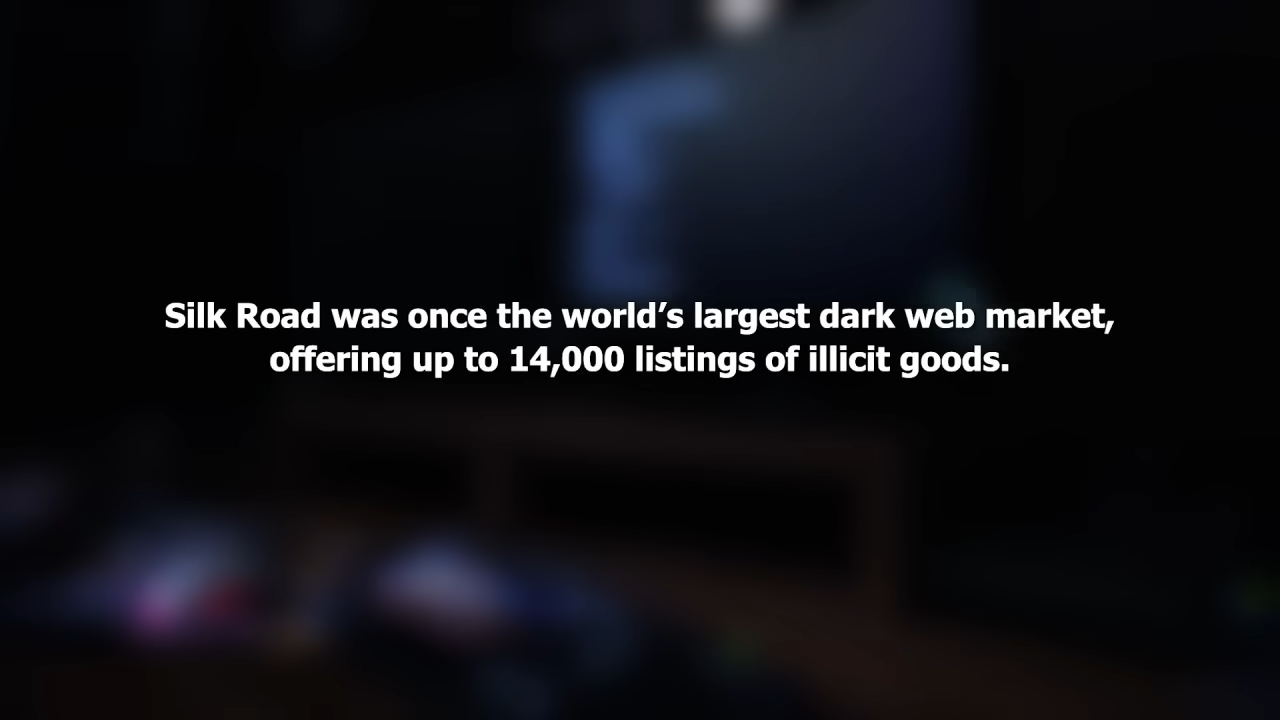 Silk Road was once the world’s largest dark web market,
offering up to 14,000 listings of illicit goods.